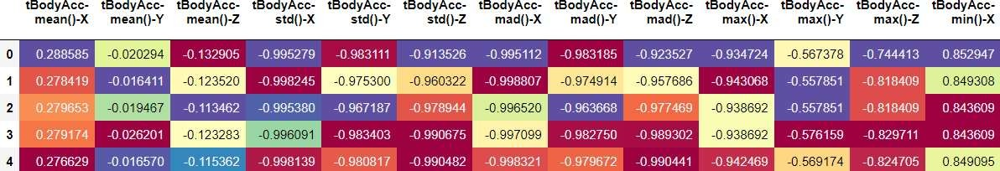 tBodyAcc- tBodyAcc- tBodyAcc- tBodyAcc- tBodyAcc- tBodyAcc- tBodyAcc- tBodyAcc- tBodyAcc- tBodyAcc- tBodyAcc- tBodyAcc- tBodyAcc-
mean()-X mean()-Y mean()-Z std()-X std()-Y std()-Z mad()-X mad()-Y mad()-Z max()-X max()-Y max()-Z min()-X
0 0.288585 -0.020294 -0.132905 -0.995279 -0.983111 -0.913526 -0.995112 -0.983185 -0.923527 -0.934724 -0.567378 -0.744413 0.852947
1 0.278419 -0.016411 -0.123520 -0.998245 -0.975300 -0.960322 -0.998807 -0.974914 -0.957686 -0.943068 -0.557851 -0.818409 0.849308
2 0.279653 -0.019467 -0.113462 -0.995380 -0.967187 -0.978944 -0.996520 -0.963668 -0.977469 -0.938692 -0.557851 -0.818409 0.843609
3 0.279174 -0.026201 -0.123283 -0.996091 -0.983403 -0.990675 -0.997099 -0.982750 -0.989302 -0.938692 -0.576159 -0.829711 0.843609
4 0.276629 -0.016570 -0.115362 -0.998139 -0.980817 -0.990482 -0.998321 -0.979672 -0.990441 -0.942469 -0.569174 -0.824705 0.849095